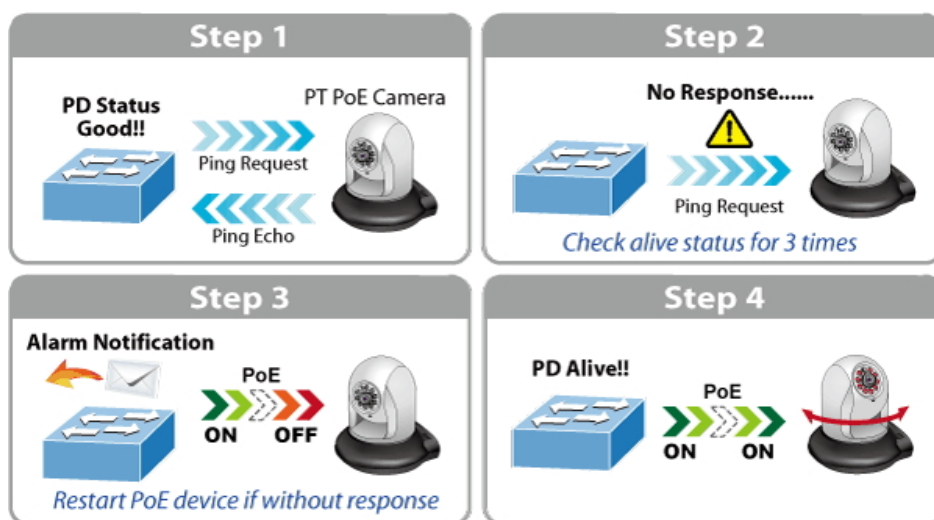 Step 1
PD Status
Good!!
PT PoE Camera
Ping Request
Ping Echo
Step 2
No Response......
Ping Request
Check alive status for 3 times
Step 3
Alarm Notification
PoE
ON
OFF
Restart PoE device if without response
Step 4
PD Alive!!
PoE
ON
ON